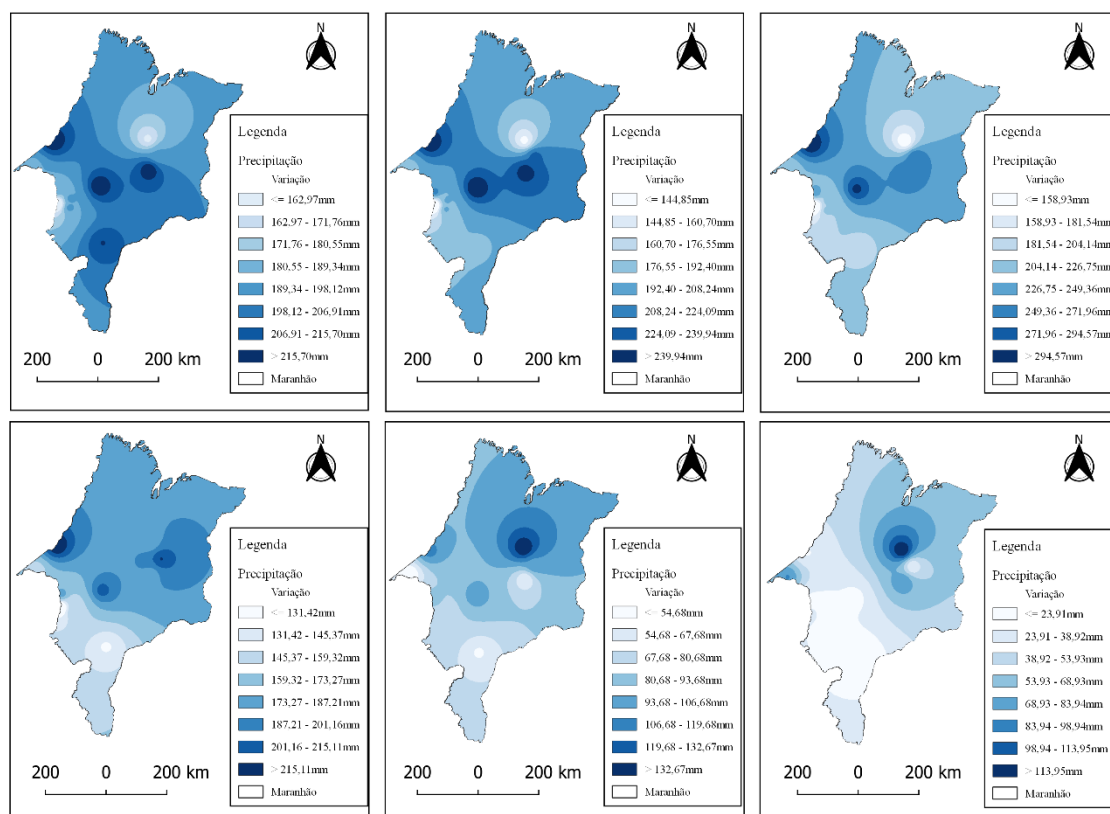 N
Legenda
Precipitação
Variação
<= 162,97mm
162,97 - 171,76mm
171,76 - 180,55mm
180,55 - 189,34mm
189,34 - 198,12mm
198,12 - 206,91mm
206,91 - 215,70mm
> 215,70mm
Maranhão
200 0 200 km
N
Legenda
Precipitação
Variação
<= 144,85mm
144,85 - 160,70mm
160,70 - 176,55mm
176,55 - 192,40mm
192,40 - 208,24mm
208,24 - 224,09mm
224,09 - 239,94mm
> 239,94mm
Maranhão
200 0 200 km
N
Legenda
Precipitação
Variação
<= 158,93mm
158,93 - 181,54mm
181,54 - 204,14mm
204,14 - 226,75mm
226,75 - 249,36mm
249,36 - 271,96mm
271,96 - 294,57mm
> 294,57mm
Maranhão
200 0 200 km
N
Legenda
Precipitação
Variação
<= 131,42mm
131,42 - 145,37mm
145,37 - 159,32mm
159,32 - 173,27mm
173,27 - 187,21mm
187,21 - 201,16mm
201,16 - 215,11mm
> 215,11mm
Maranhão
200 0 200 km
N
Legenda
Precipitação
Variação
<= 54,68mm
54,68 - 67,68mm
67,68 - 80,68mm
80,68 - 93,68mm
93,68 - 106,68mm
106,68 - 119,68mm
119,68 - 132,67mm
> 132,67mm
Maranhão
200 0 200 km
N
Legenda
Precipitação
Variação
<= 23,91mm
23,91 - 38,92mm
38,92 - 53,93mm
53,93 - 68,93mm
68,93 - 83,94mm
83,94 - 98,94mm
98,94 - 113,95mm
> 113,95mm
Maranhão
200 0 200 km